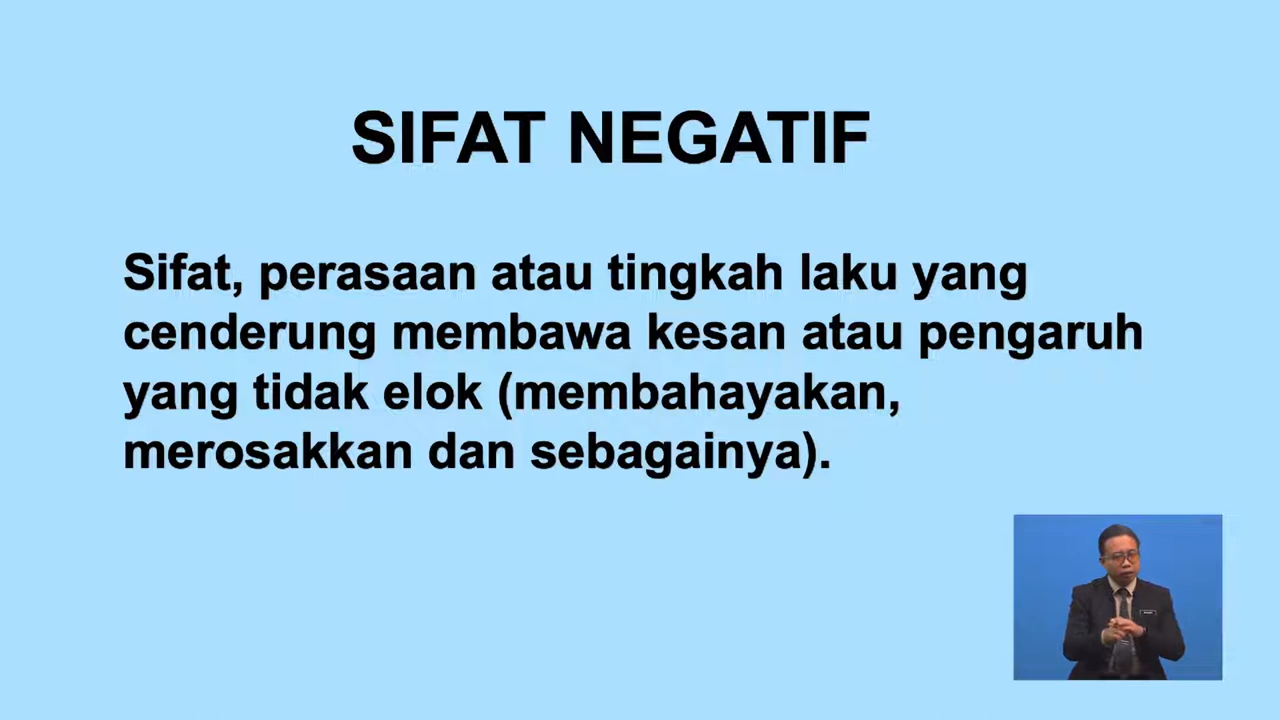 SIFAT NEGATIF
Sifat, perasaan atau tingkah laku yang
cenderung membawa kesan atau pengaruh
yang tidak elok (membahayakan,
merosakkan dan sebagainya).